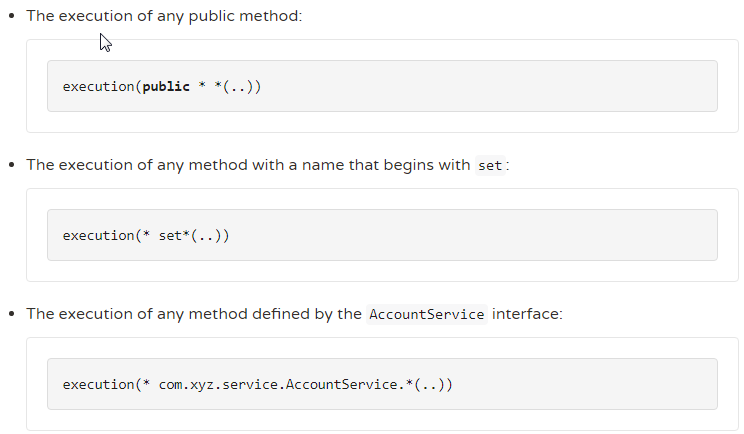 The execution of any public method:
execution(public * *(..))
The execution of any method with a name that begins with set:
execution(* set*(..))
The execution of any method defined by the AccountService interface:
execution(* com.xyz.service.AccountService.*(..))